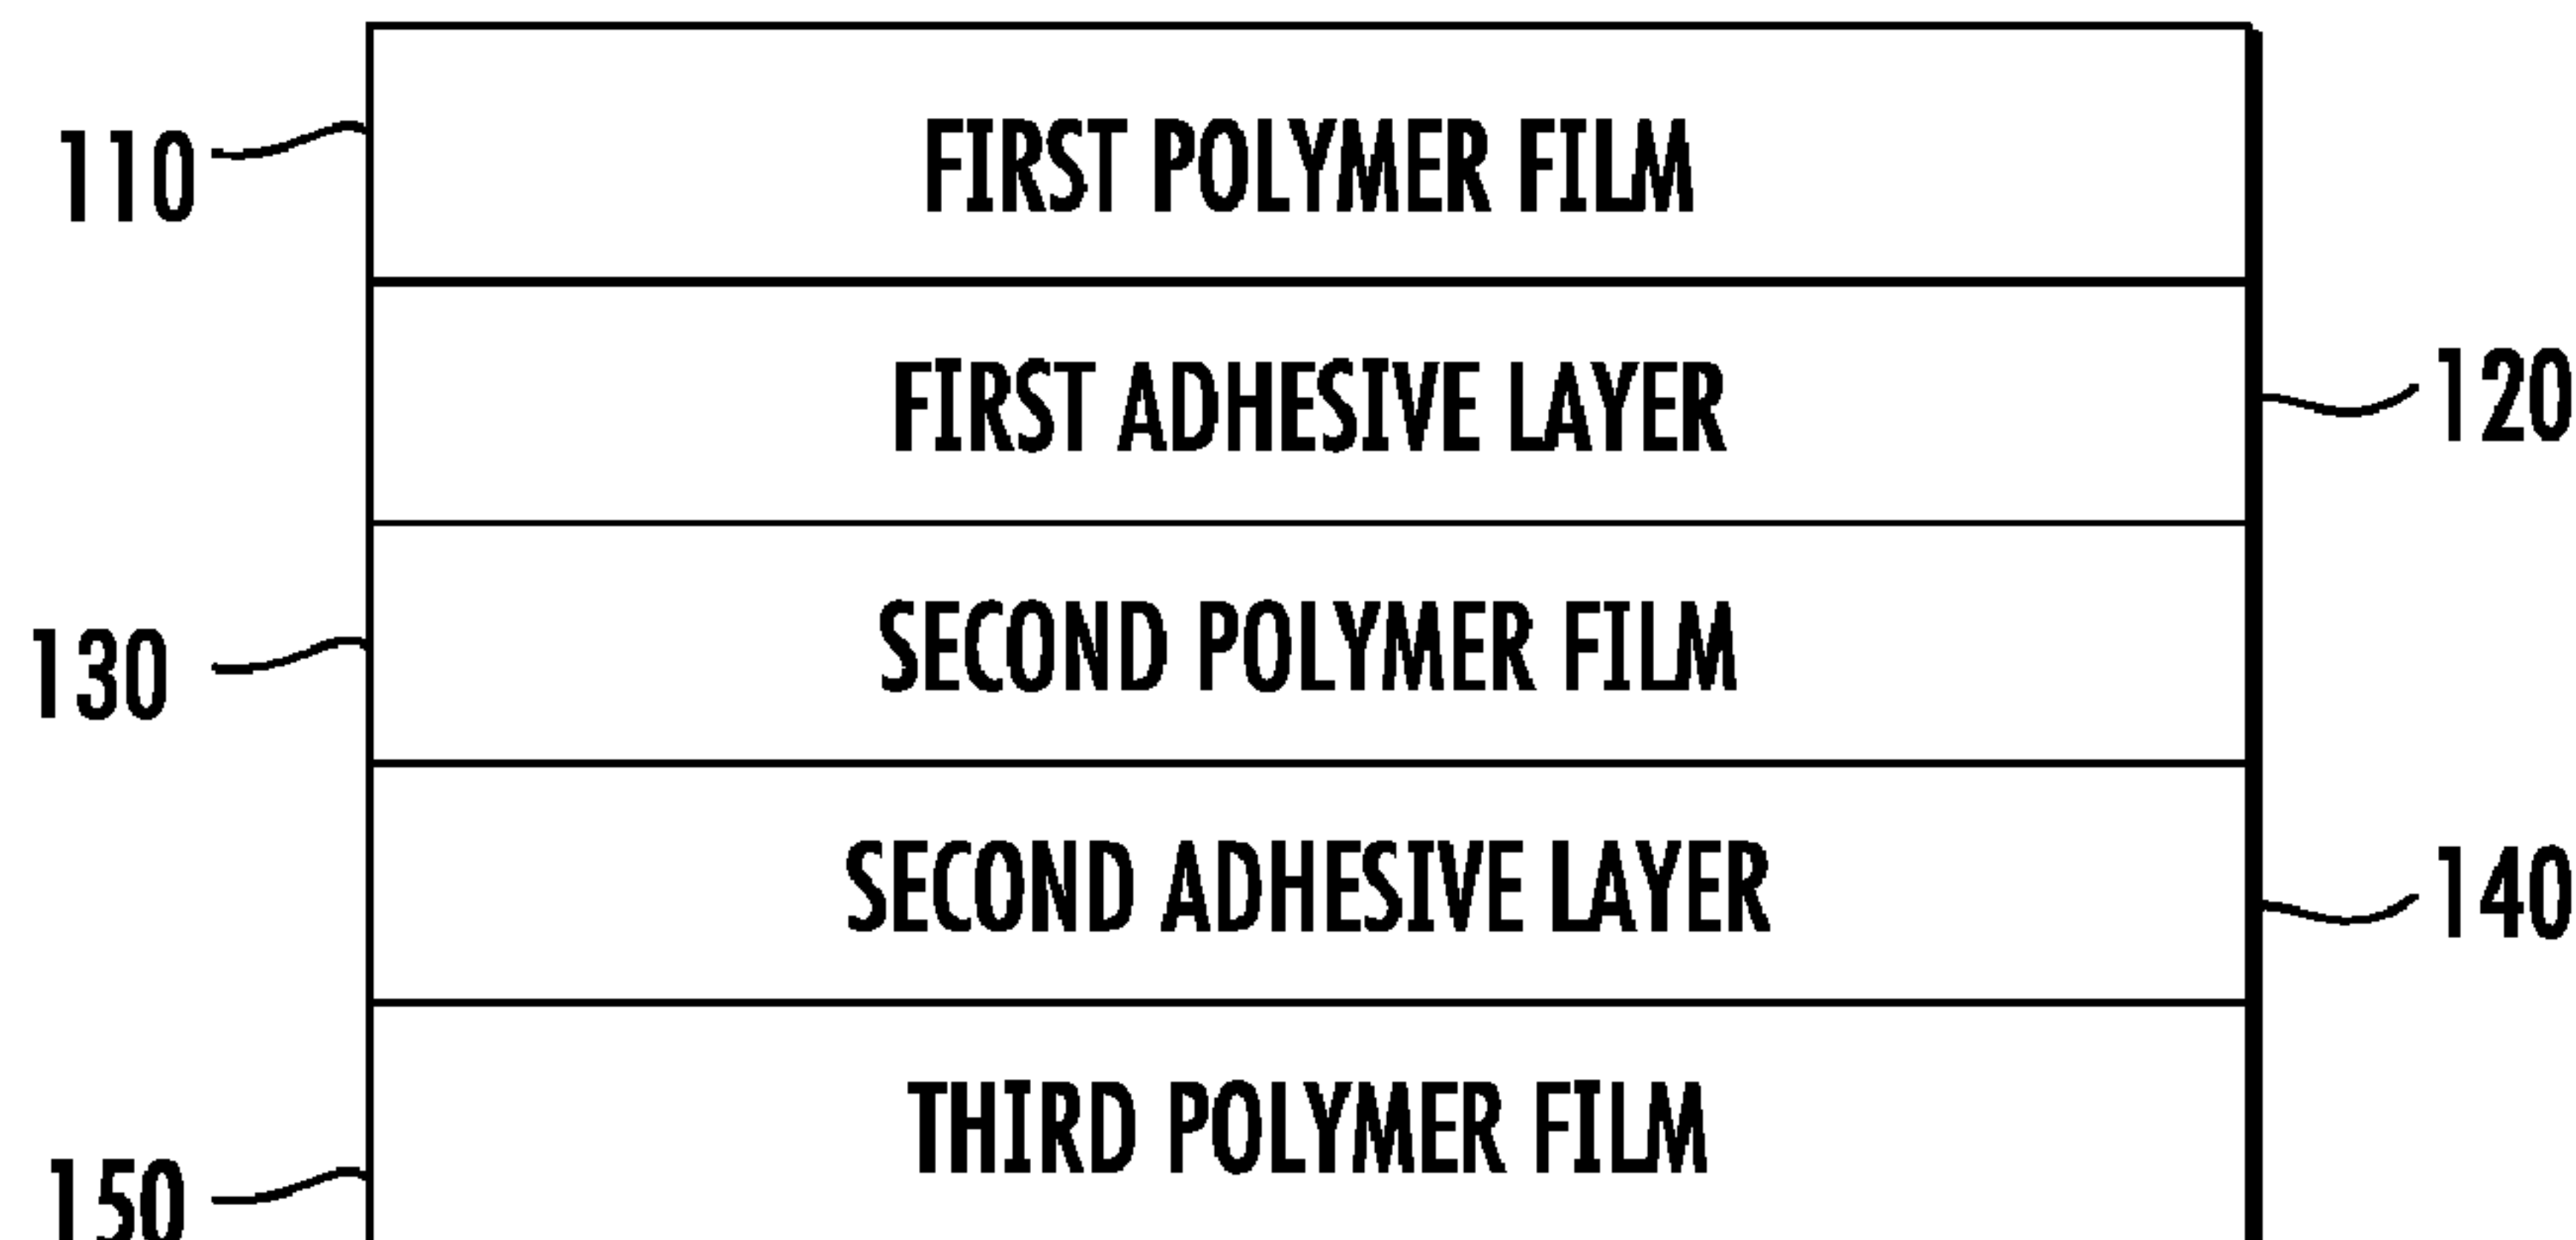 110
FIRST POLYMER FILM
FIRST ADHESIVE LAYER
120
130
SECOND POLYMER FILM
SECOND ADHESIVE LAYER
140
THIRD POLYMER FILM
150